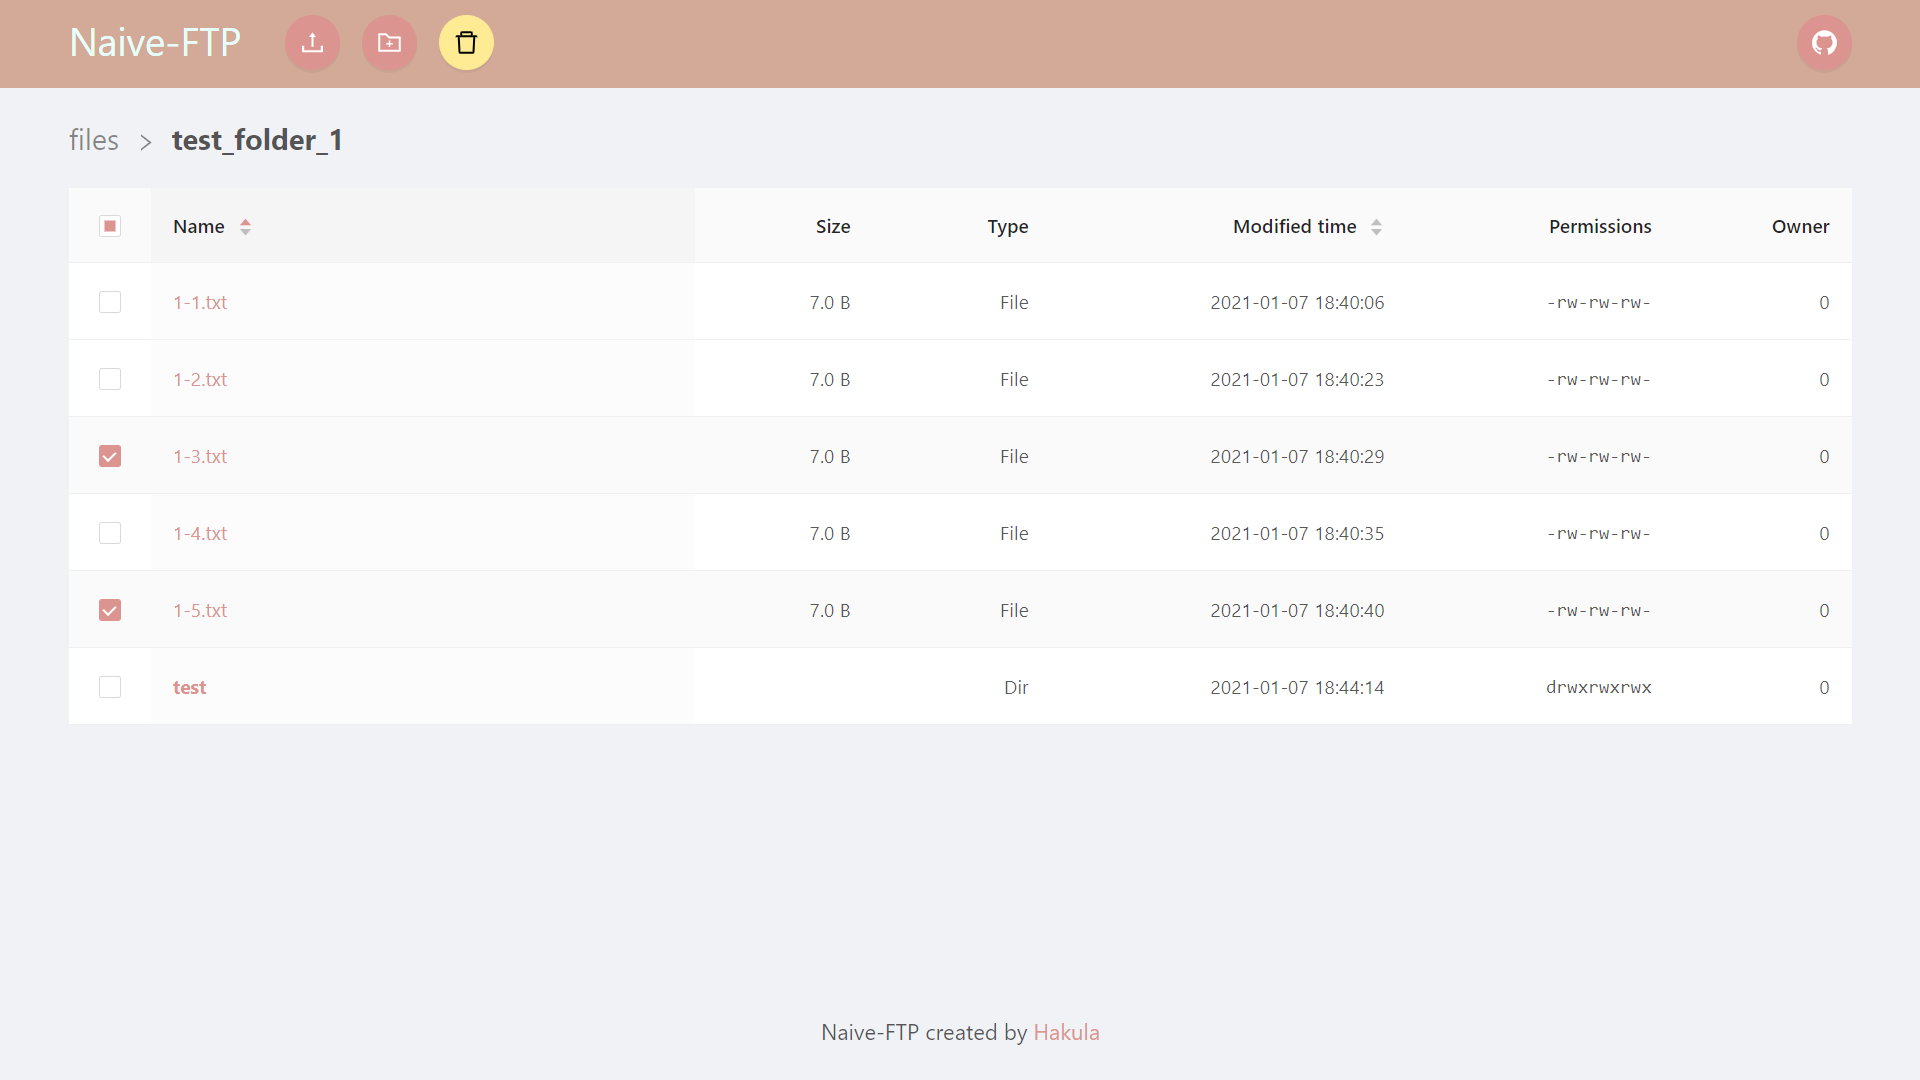 Naive-FTP
files > test_folder_1
Name Size Type Modified time Permissions Owner
1-1.txt 7.0 B File 2021-01-07 18:40:06 -rw-rw-rw- 0
1-2.txt 7.0 B File 2021-01-07 18:40:23 -rw-rw-rw- 0
1-3.txt 7.0 B File 2021-01-07 18:40:29 -rw-rw-rw- 0
1-4.txt 7.0 B File 2021-01-07 18:40:35 -rw-rw-rw- 0
1-5.txt 7.0 B File 2021-01-07 18:40:40 -rw-rw-rw- 0
test Dir 2021-01-07 18:44:14 drwxrwxrwx 0
Naive-FTP created by Hakula